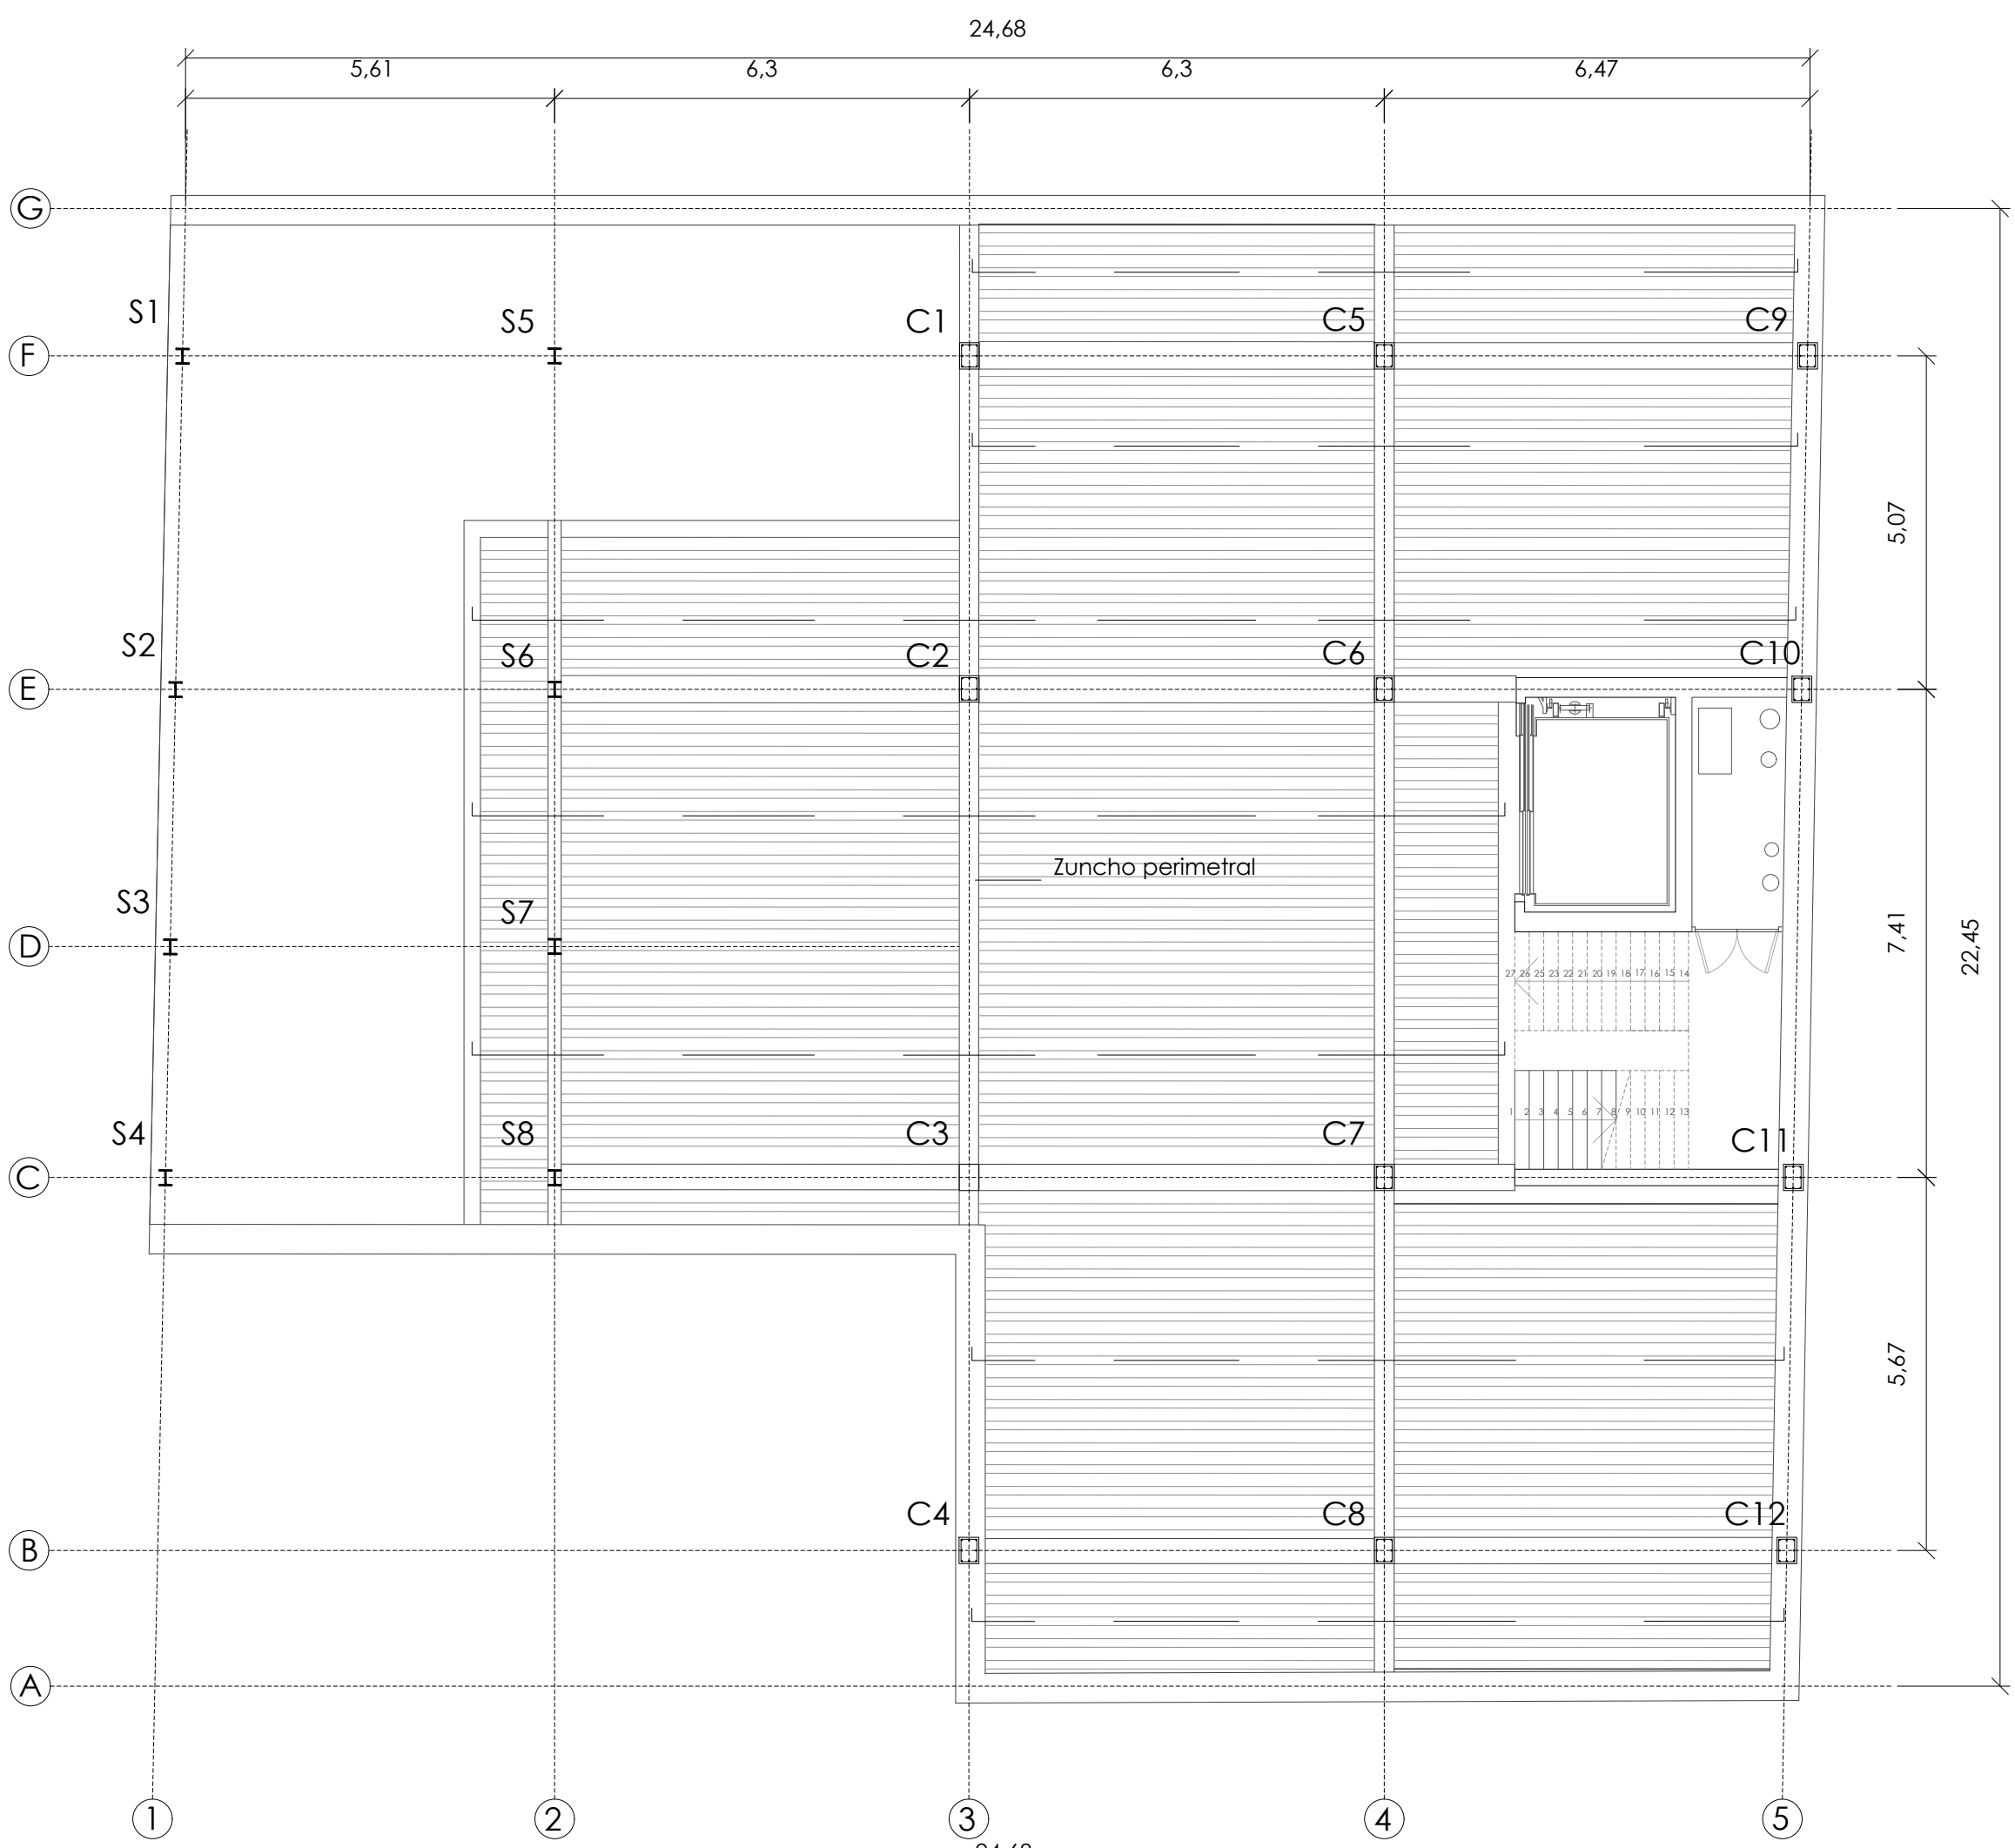 24,68
5,61 6,3 6,3 6,47
G
S1 S5 C1 C5 C9
F
5,07
S2 S6 C2 C6 C10
E
Zuncho perimetral
S3 S7
D
7,41
22,45
27 26 25 23 22 21 20 19 18 17 16 15 14
1 2 3 4 5 6 7 8 9 10 11 12 13
S4 S8 C3 C7 C11
C
5,67
C4 C8 C12
B
A
1 2 3 4 5